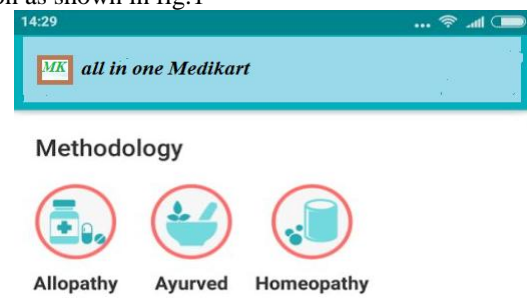 on as shown in fig.1
14:29
MK all in one Medikart
Methodology
Allopathy Ayurved Homeopathy